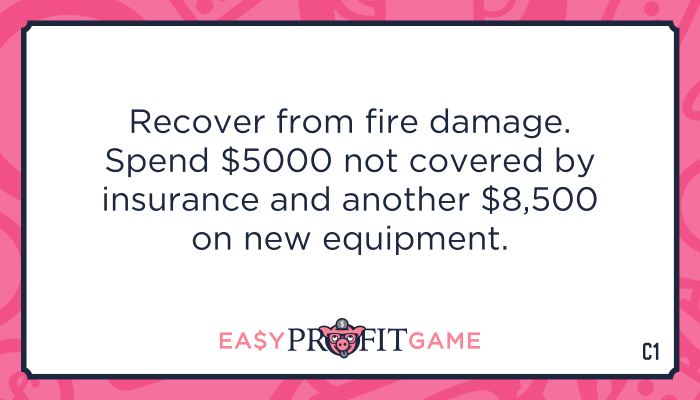 Recover from fire damage.
Spend $5000 not covered by
insurance and another $8,500
on new equipment.
EA$YPROFITGAME
C1